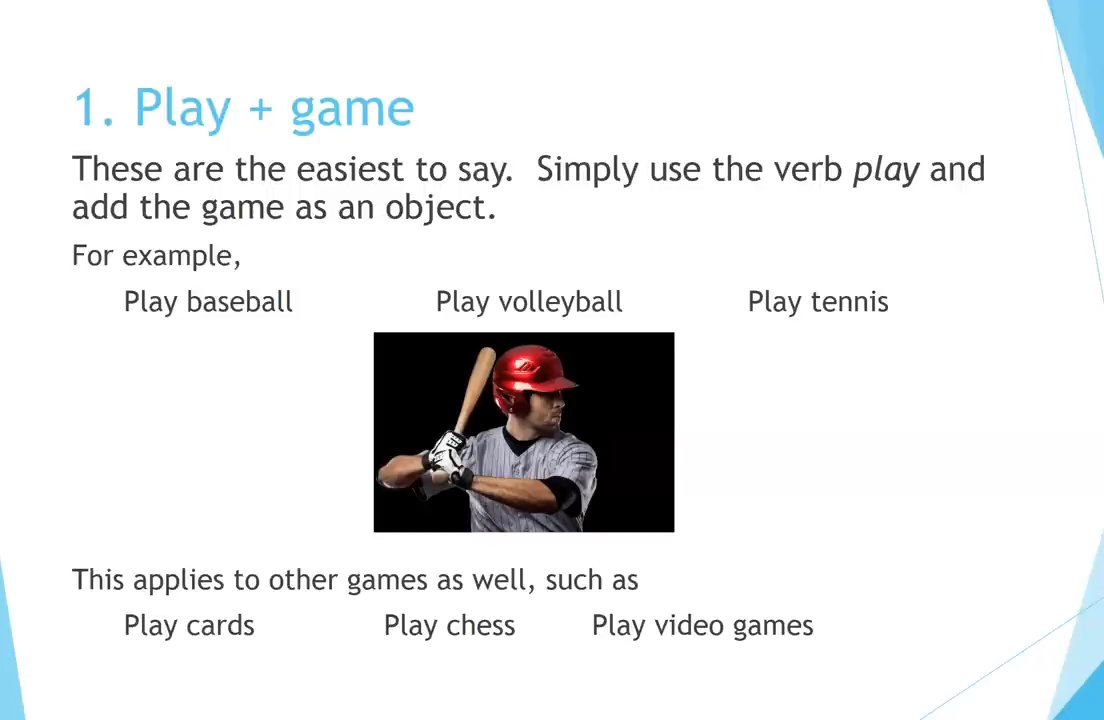 1. Play + game
These are the easiest to say.  Simply use the verb play and
add the game as an object.
For example,
Play baseball Play volleyball Play tennis
This applies to other games as well, such as
Play cards Play chess Play video games